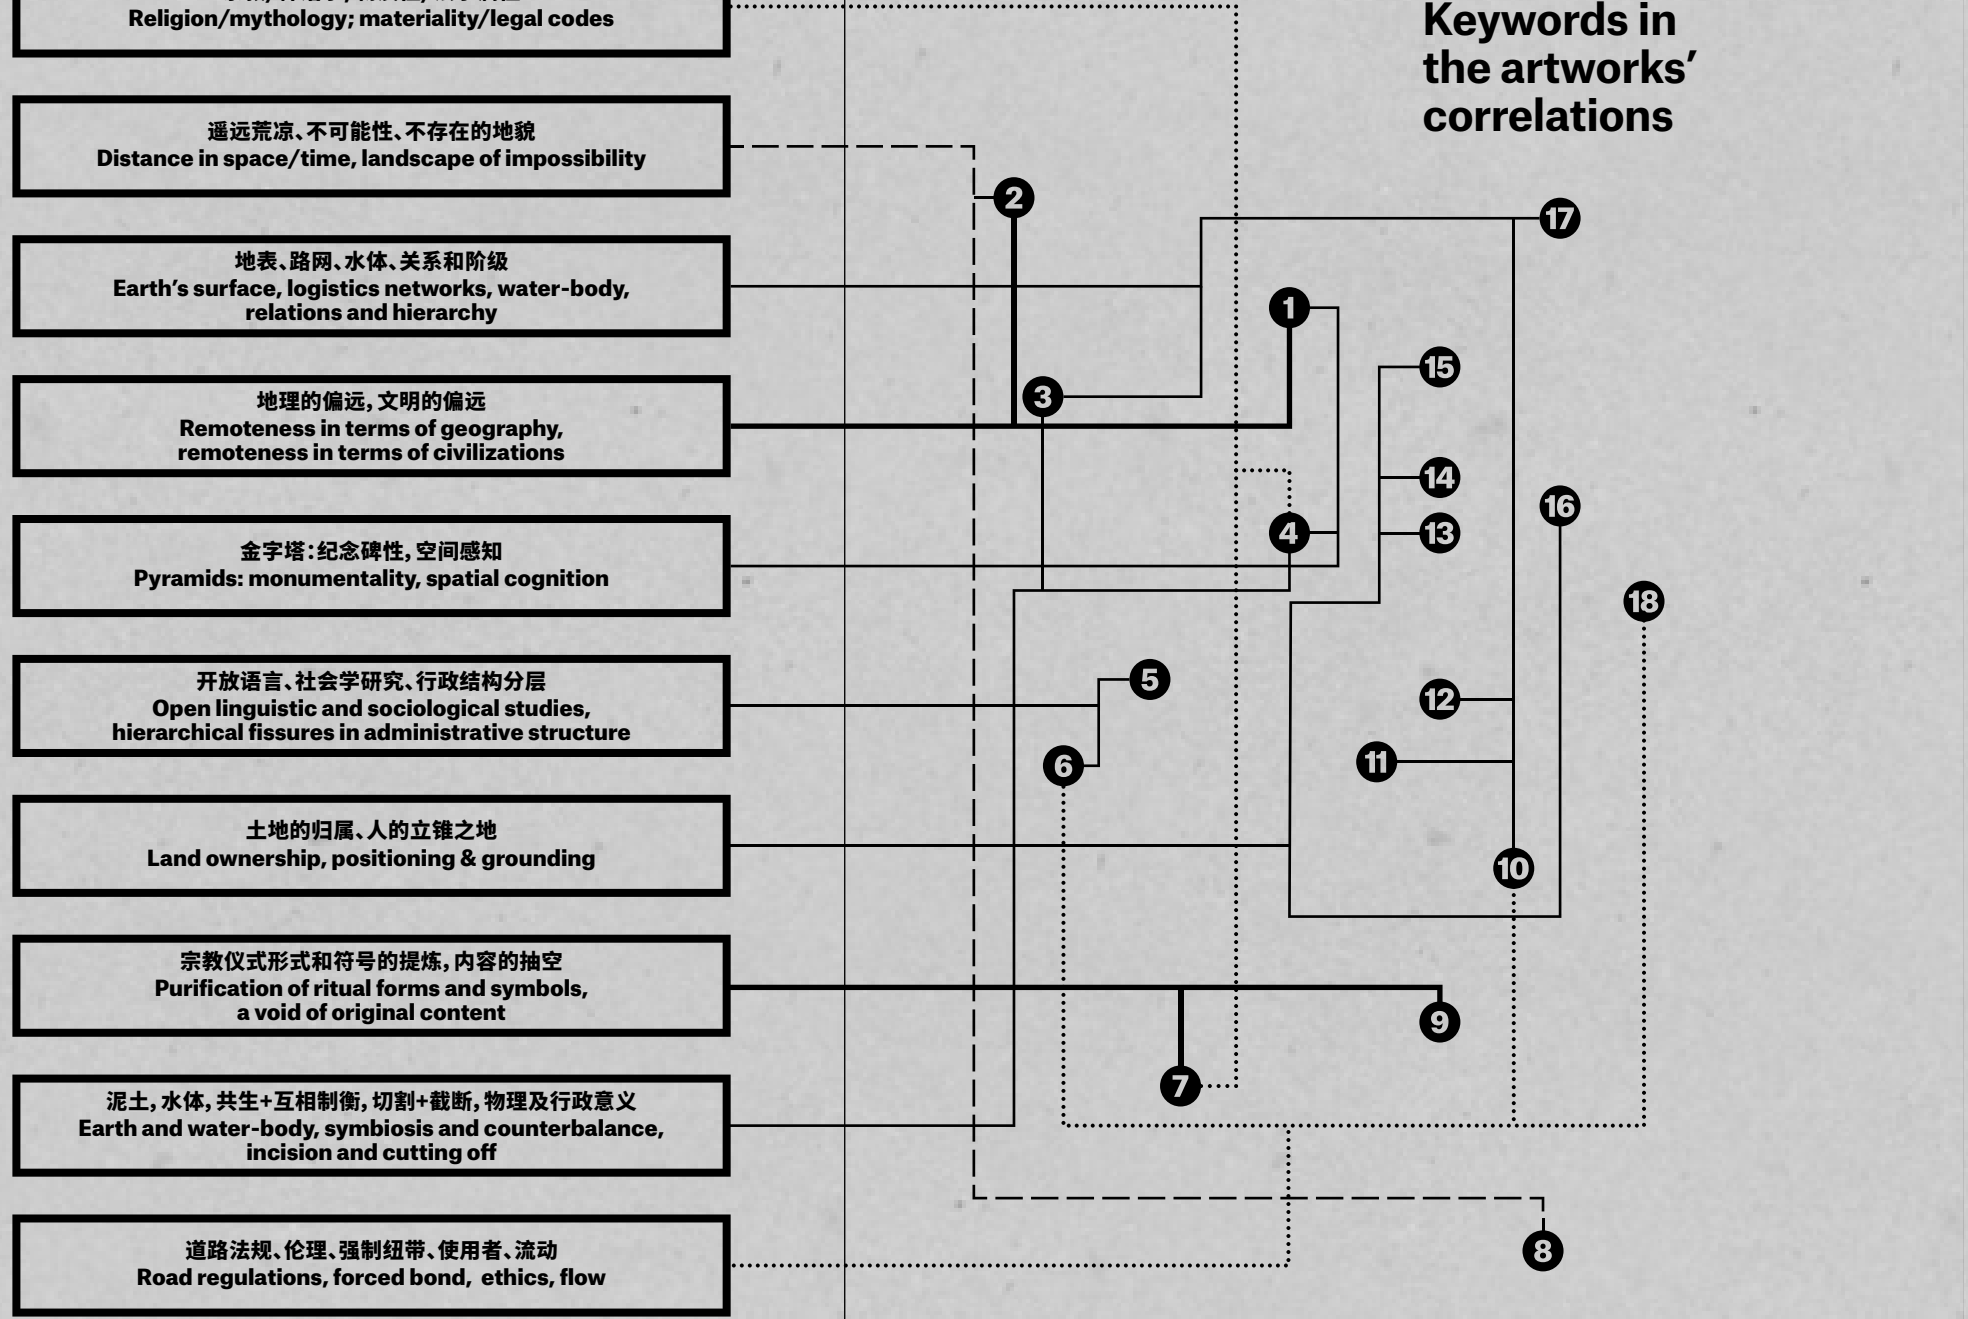 Religion/mythology; materiality/legal codes
遥远荒凉、不可能性、不存在的地貌
Distance in space/time, landscape of impossibility
地表、路网、水体、关系和阶级
Earth’s surface, logistics networks, water-body,
relations and hierarchy
地理的偏远, 文明的偏远
Remoteness in terms of geography,
remoteness in terms of civilizations
金字塔: 纪念碑性, 空间感知
Pyramids: monumentality, spatial cognition
开放语言、社会学研究、行政结构分层
Open linguistic and sociological studies,
hierarchical fissures in administrative structure
土地的归属、人的立锥之地
Land ownership, positioning & grounding
宗教仪式形式和符号的提炼, 内容的抽空
Purification of ritual forms and symbols,
a void of original content
泥土, 水体, 共生+互相制衡, 切割+截断, 物理及行政意义
Earth and water-body, symbiosis and counterbalance,
incision and cutting off
道路法规、伦理、强制纽带、使用者、流动
Road regulations, forced bond, ethics, flow
Keywords in
the artworks’
correlations
2
17
1
15
3
14
16
4
13
18
5
12
11
6
10
9
7
8